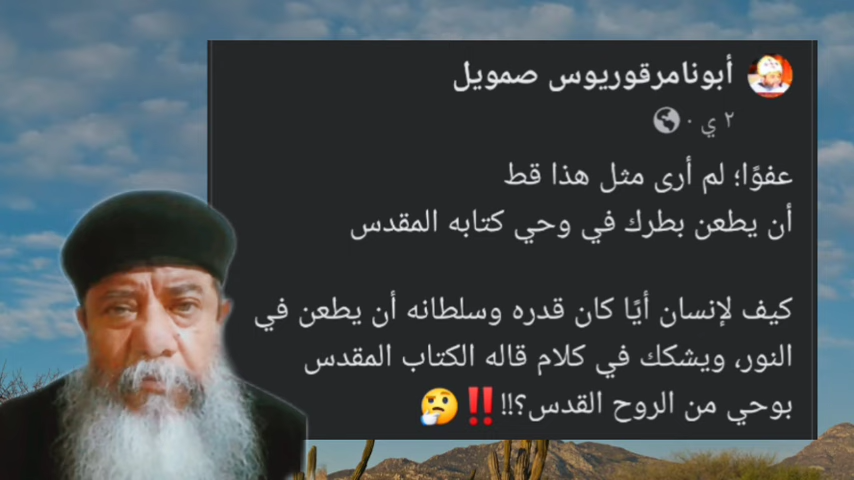 أبونامرقوريوس صمويل
٢ ي ·
عفوًا؛ لم أرى مثل هذا قط
أن يطعن بطرك في وحي كتابه المقدس
كيف لإنسان أيًا كان قدره وسلطانه أن يطعن في
النور، ويشكك في كلام قاله الكتاب المقدس
بوحي من الروح القدس؟!!‼️🤔